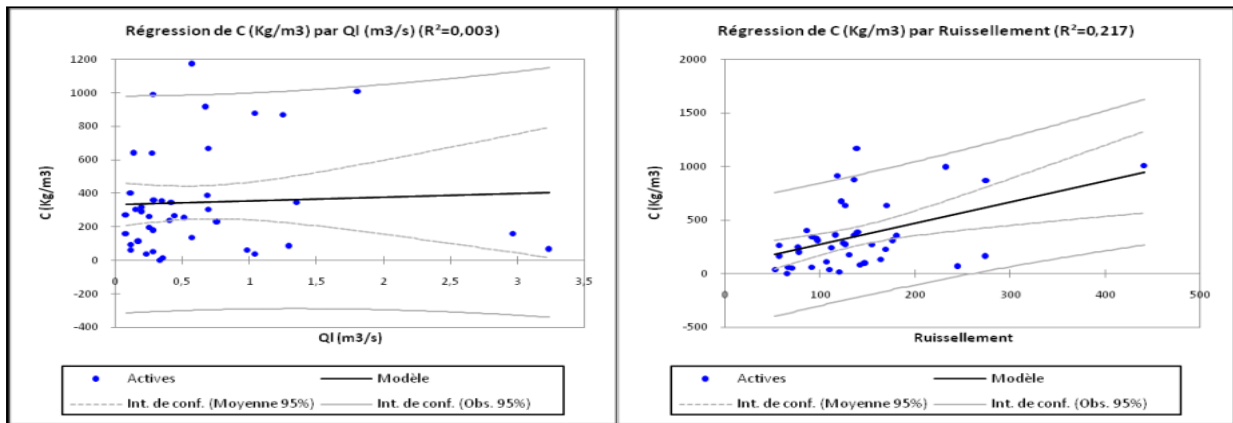 Régression de C (Kg/m3) par Ql (m3/s) (R²=0,003)
1200
1000
800
600
400
200
0
-200
-400
C (Kg/m3)
0 0,5 1 1,5 2 2,5 3 3,5
Ql (m3/s)
Actives Modèle
Int. de conf. (Moyenne 95%) Int. de conf. (Obs. 95%)
Régression de C (Kg/m3) par Ruissellement (R²=0,217)
2000
1500
1000
500
0
-500
C (Kg/m3)
0 100 200 300 400 500
Ruissellement
Actives Modèle
Int. de conf. (Moyenne 95%) Int. de conf. (Obs. 95%)